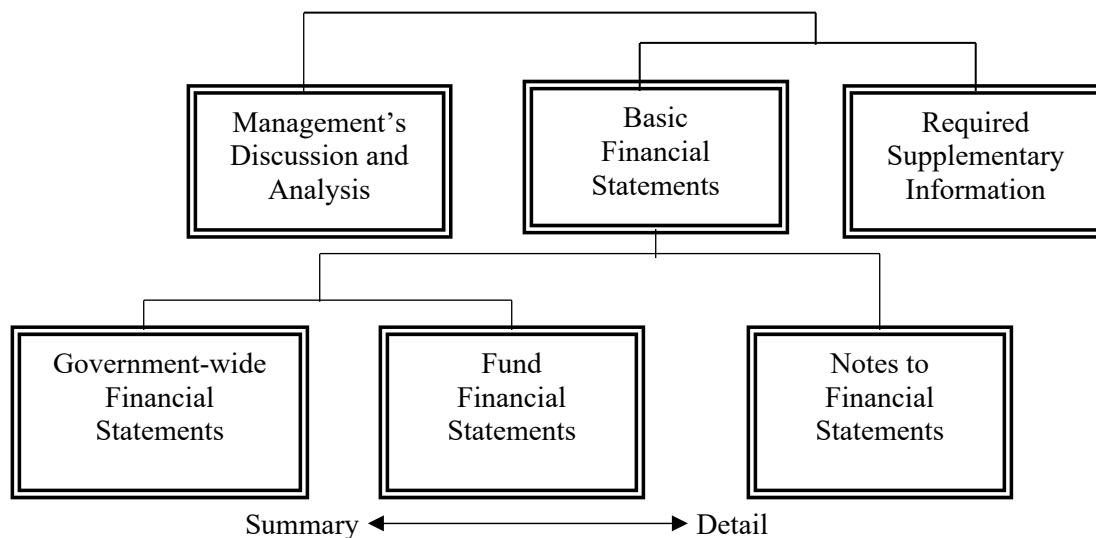 Management’s
Discussion and
Analysis
Basic
Financial
Statements
Required
Supplementary
Information
Government-wide
Financial
Statements
Fund
Financial
Statements
Notes to
Financial
Statements
Summary
Detail